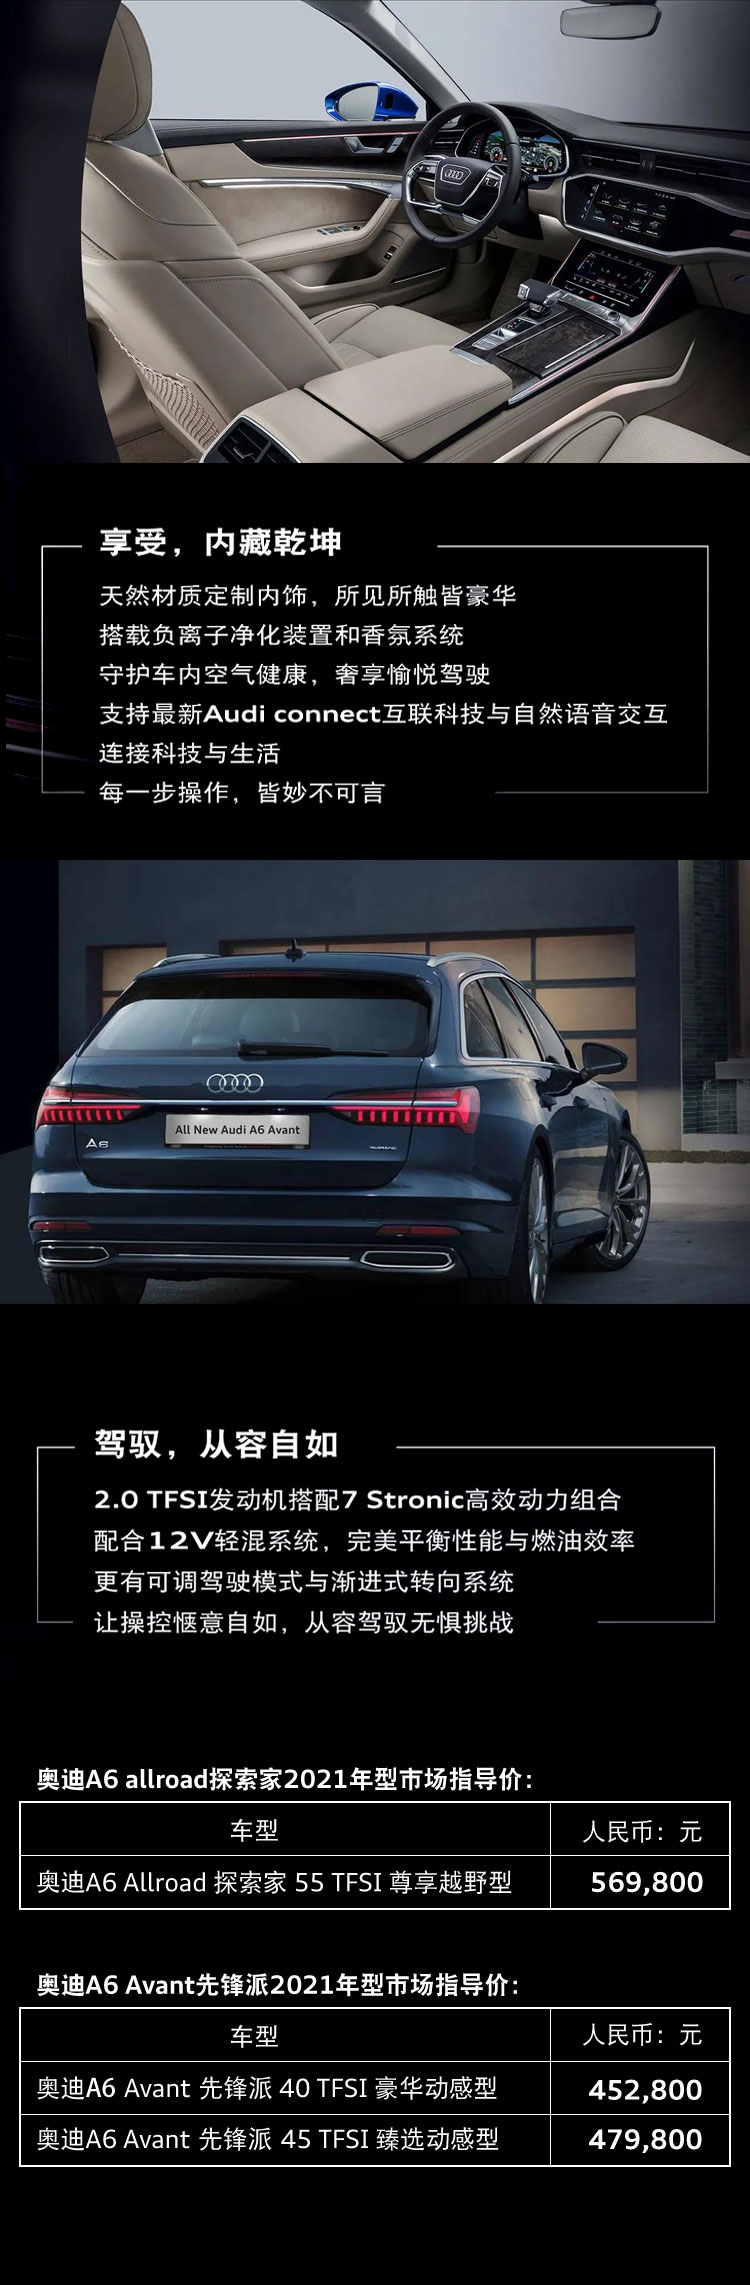 享受，内藏乾坤
天然材质定制内饰，所见所触皆豪华
搭载负离子净化装置和香氛系统
守护车内空气健康，奢享愉悦驾驶
支持最新Audi connect互联科技与自然语音交互
连接科技与生活
每一步操作，皆妙不可言
All New Audi A6 Avant
A6
quattro
驾驭，从容自如
2.0 TFSI发动机搭配7 Stronic高效动力组合
配合12V轻混系统，完美平衡性能与燃油效率
更有可调驾驶模式与渐进式转向系统
让操控惬意自如，从容驾驭无惧挑战
奥迪A6 allroad探索家2021年型市场指导价：
车型 人民币：元
奥迪A6 Allroad 探索家 55 TFSI 尊享越野型 569,800
奥迪A6 Avant先锋派2021年型市场指导价：
车型 人民币：元
奥迪A6 Avant 先锋派 40 TFSI 豪华动感型 452,800
奥迪A6 Avant 先锋派 45 TFSI 臻选动感型 479,800